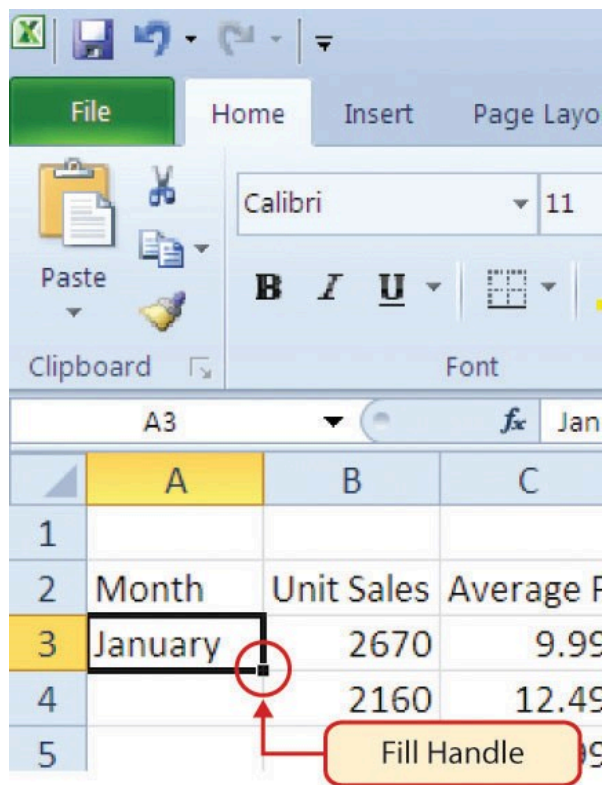 File Home Insert Page Layo
Calibri 11
Paste
B I U
Clipboard Font
A3 fx Jan
A B C
1
2 Month Unit Sales Average P
3 January 2670 9.99
4 2160 12.49
5 Fill Handle 99